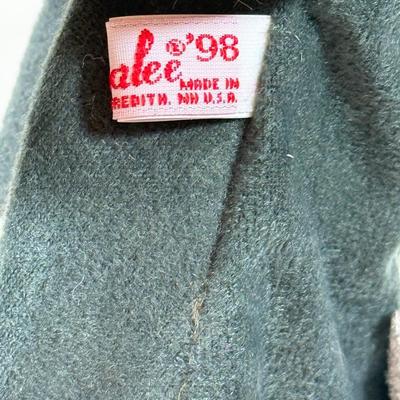 alee ®'98
MADE IN
REDITH, NH U.S.A.